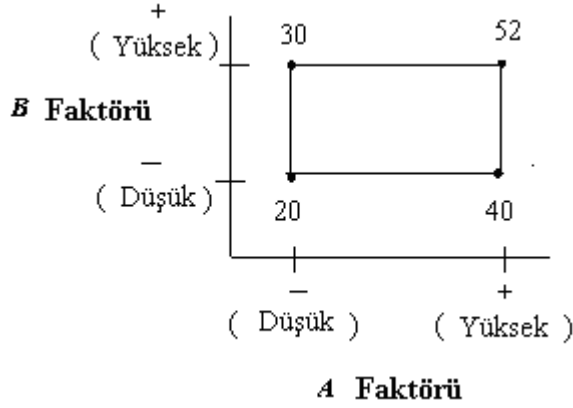 +
( Yüksek )
30 52
B Faktörü
–
( Düşük )
20 40
– +
( Düşük ) ( Yüksek )
A Faktörü